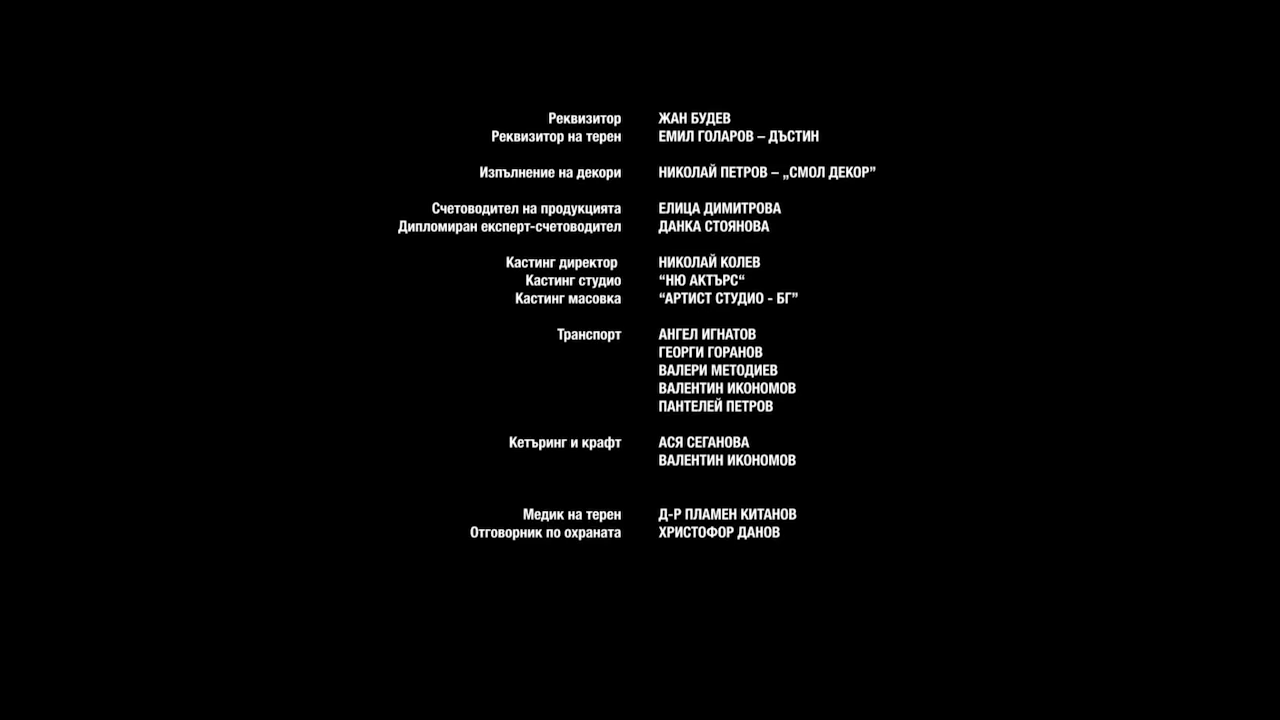 Реквизитор ЖАН БУДЕВ
Реквизитор на терен ЕМИЛ ГОЛАРОВ – ДЪСТИН
Изпълнение на декори НИКОЛАЙ ПЕТРОВ – „СМОЛ ДЕКОР”
Счетоводител на продукцията ЕЛИЦА ДИМИТРОВА
Дипломиран експерт-счетоводител ДАНКА СТОЯНОВА
Кастинг директор НИКОЛАЙ КОЛЕВ
Кастинг студио “НЮ АКТЪРС“
Кастинг масовка “АРТИСТ СТУДИО - БГ”
Транспорт АНГЕЛ ИГНАТОВ
ГЕОРГИ ГОРАНОВ
ВАЛЕРИ МЕТОДИЕВ
ВАЛЕНТИН ИКОНОМОВ
ПАНТЕЛЕЙ ПЕТРОВ
Кетъринг и крафт АСЯ СЕГАНОВА
ВАЛЕНТИН ИКОНОМОВ
Медик на терен Д-Р ПЛАМЕН КИТАНОВ
Отговорник по охраната ХРИСТОФОР ДАНОВ